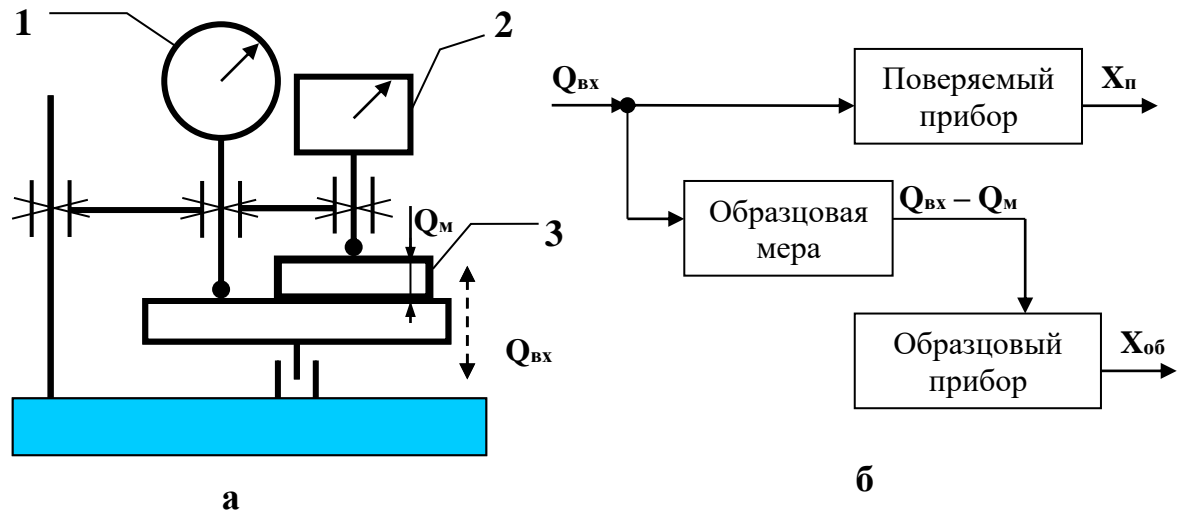 1
2
Qм
3
Qвх
а
Qвх
Поверяемый
прибор
Xп
Образцовая
мера
Qвх – Qм
Образцовый
прибор
Xоб
б